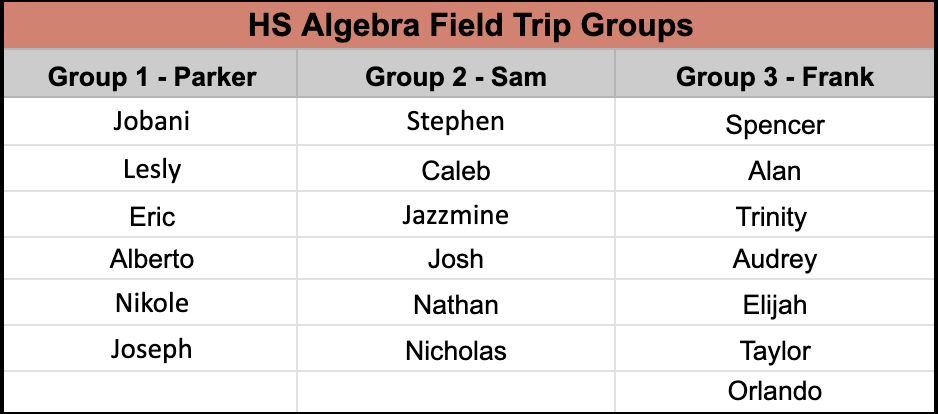 HS Algebra Field Trip Groups
Group 1 - Parker Group 2 - Sam Group 3 - Frank
Jobani Stephen Spencer
Lesly Caleb Alan
Eric Jazzmine Trinity
Alberto Josh Audrey
Nikole Nathan Elijah
Joseph Nicholas Taylor
Orlando